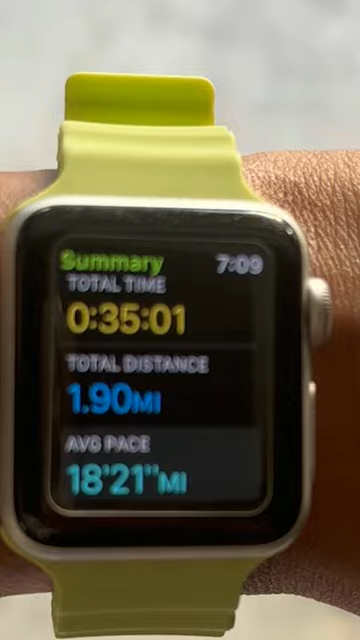 Summary 7:09
TOTAL TIME
0:35:01
TOTAL DISTANCE
1.90MI
AVG PACE
18'21"MI